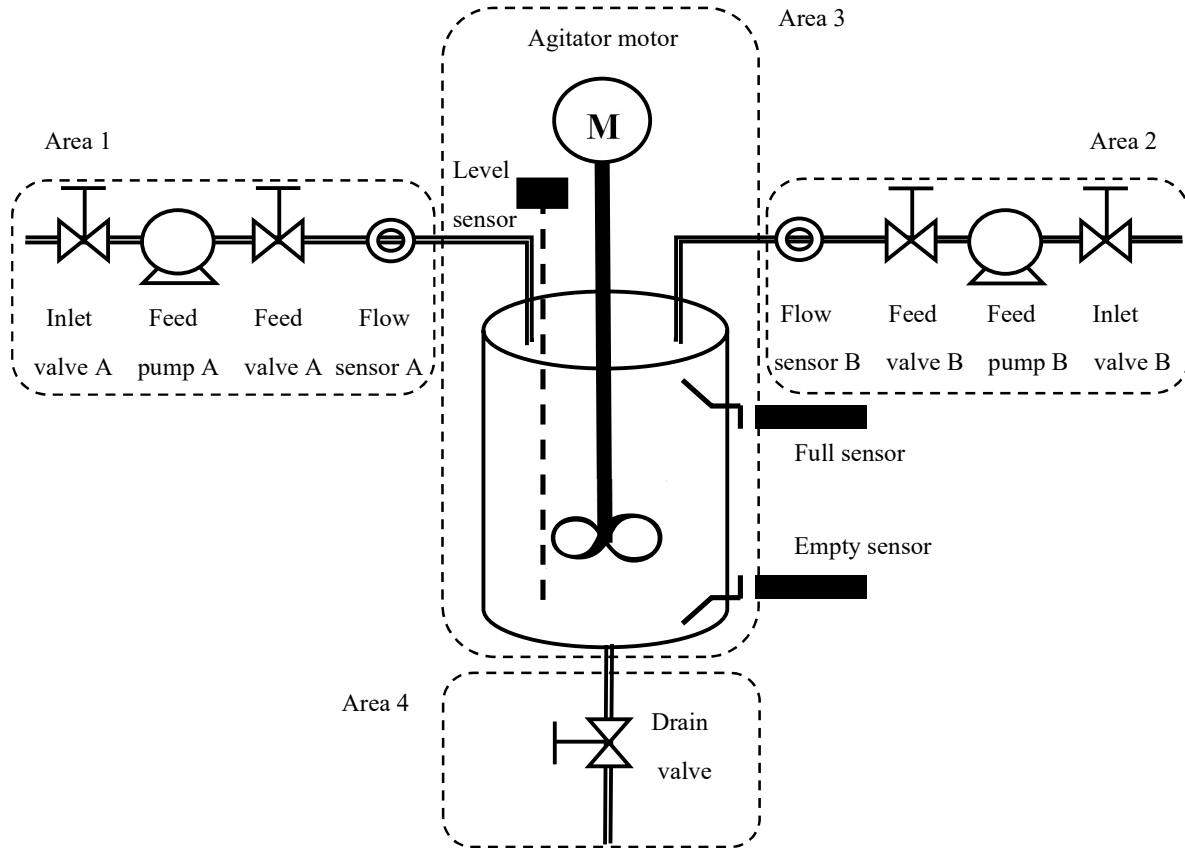 Area 3
Agitator motor
M
Area 1
Area 2
Level
sensor
Inlet
valve A
Feed
pump A
Feed
valve A
Flow
sensor A
Flow
sensor B
Feed
valve B
Feed
pump B
Inlet
valve B
Full sensor
Empty sensor
Area 4
Drain
valve